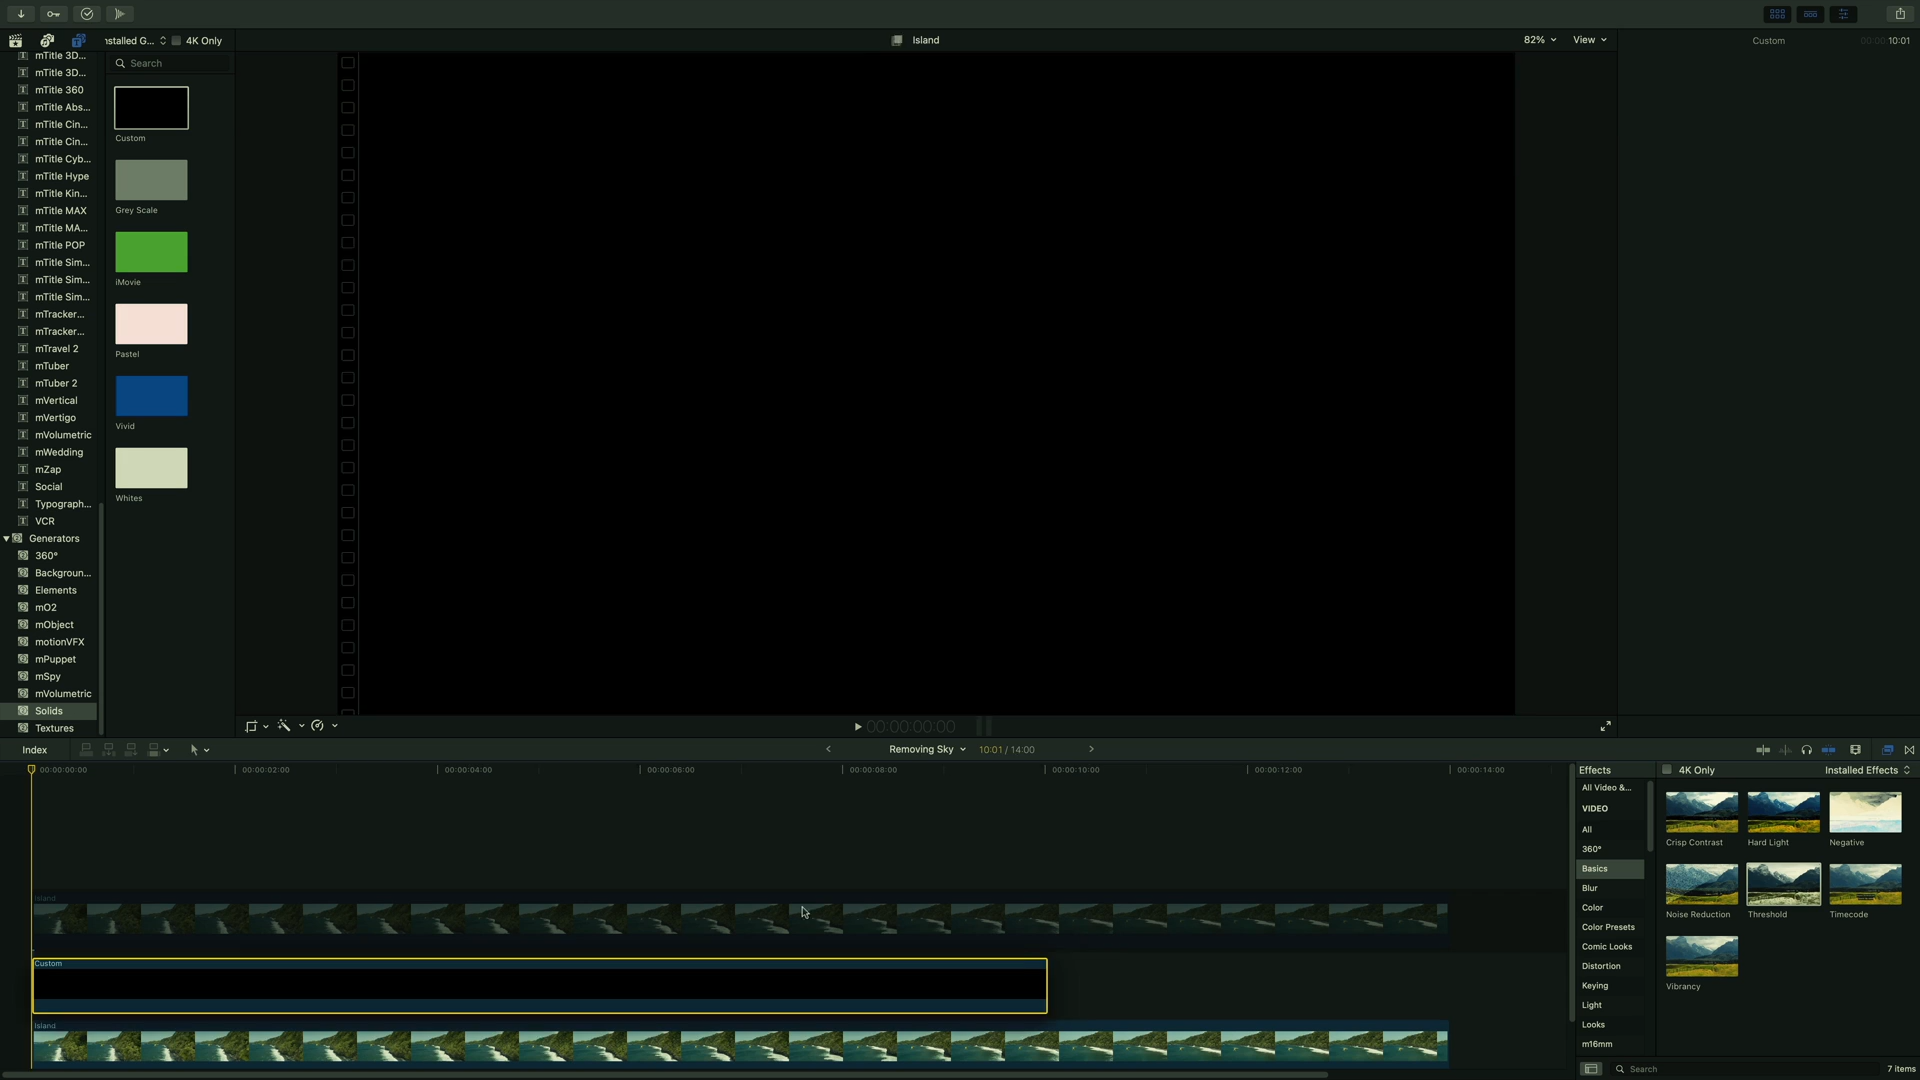 nstalled G...
4K Only
Island
82%
View
Custom
00:00:10:01
mTitle 3D...
mTitle 3D...
mTitle 360
mTitle Abs...
mTitle Cin...
mTitle Cin...
mTitle Cyb...
mTitle Hype
mTitle Kin...
mTitle MAX
mTitle MA...
mTitle POP
mTitle Sim...
mTitle Sim...
mTitle Sim...
mTracker...
mTracker...
mTravel 2
mTuber
mTuber 2
mVertical
mVertigo
mVolumetric
mWedding
mZap
Social
Typograph...
VCR
Generators
360°
Backgroun...
Elements
mO2
mObject
motionVFX
mPuppet
mSpy
mVolumetric
Solids
Textures
Search
Custom
Grey Scale
iMovie
Pastel
Vivid
Whites
00:00:00:00
Index
Removing Sky
10:01 / 14:00
00:00:00:00
00:00:02:00
00:00:04:00
00:00:06:00
00:00:08:00
00:00:10:00
00:00:12:00
00:00:14:00
Island
Custom
Island
Effects
4K Only
Installed Effects
All Video &...
VIDEO
All
360°
Basics
Blur
Color
Color Presets
Comic Looks
Distortion
Keying
Light
Looks
m16mm
Crisp Contrast
Hard Light
Negative
Noise Reduction
Threshold
Timecode
Vibrancy
Search
7 items